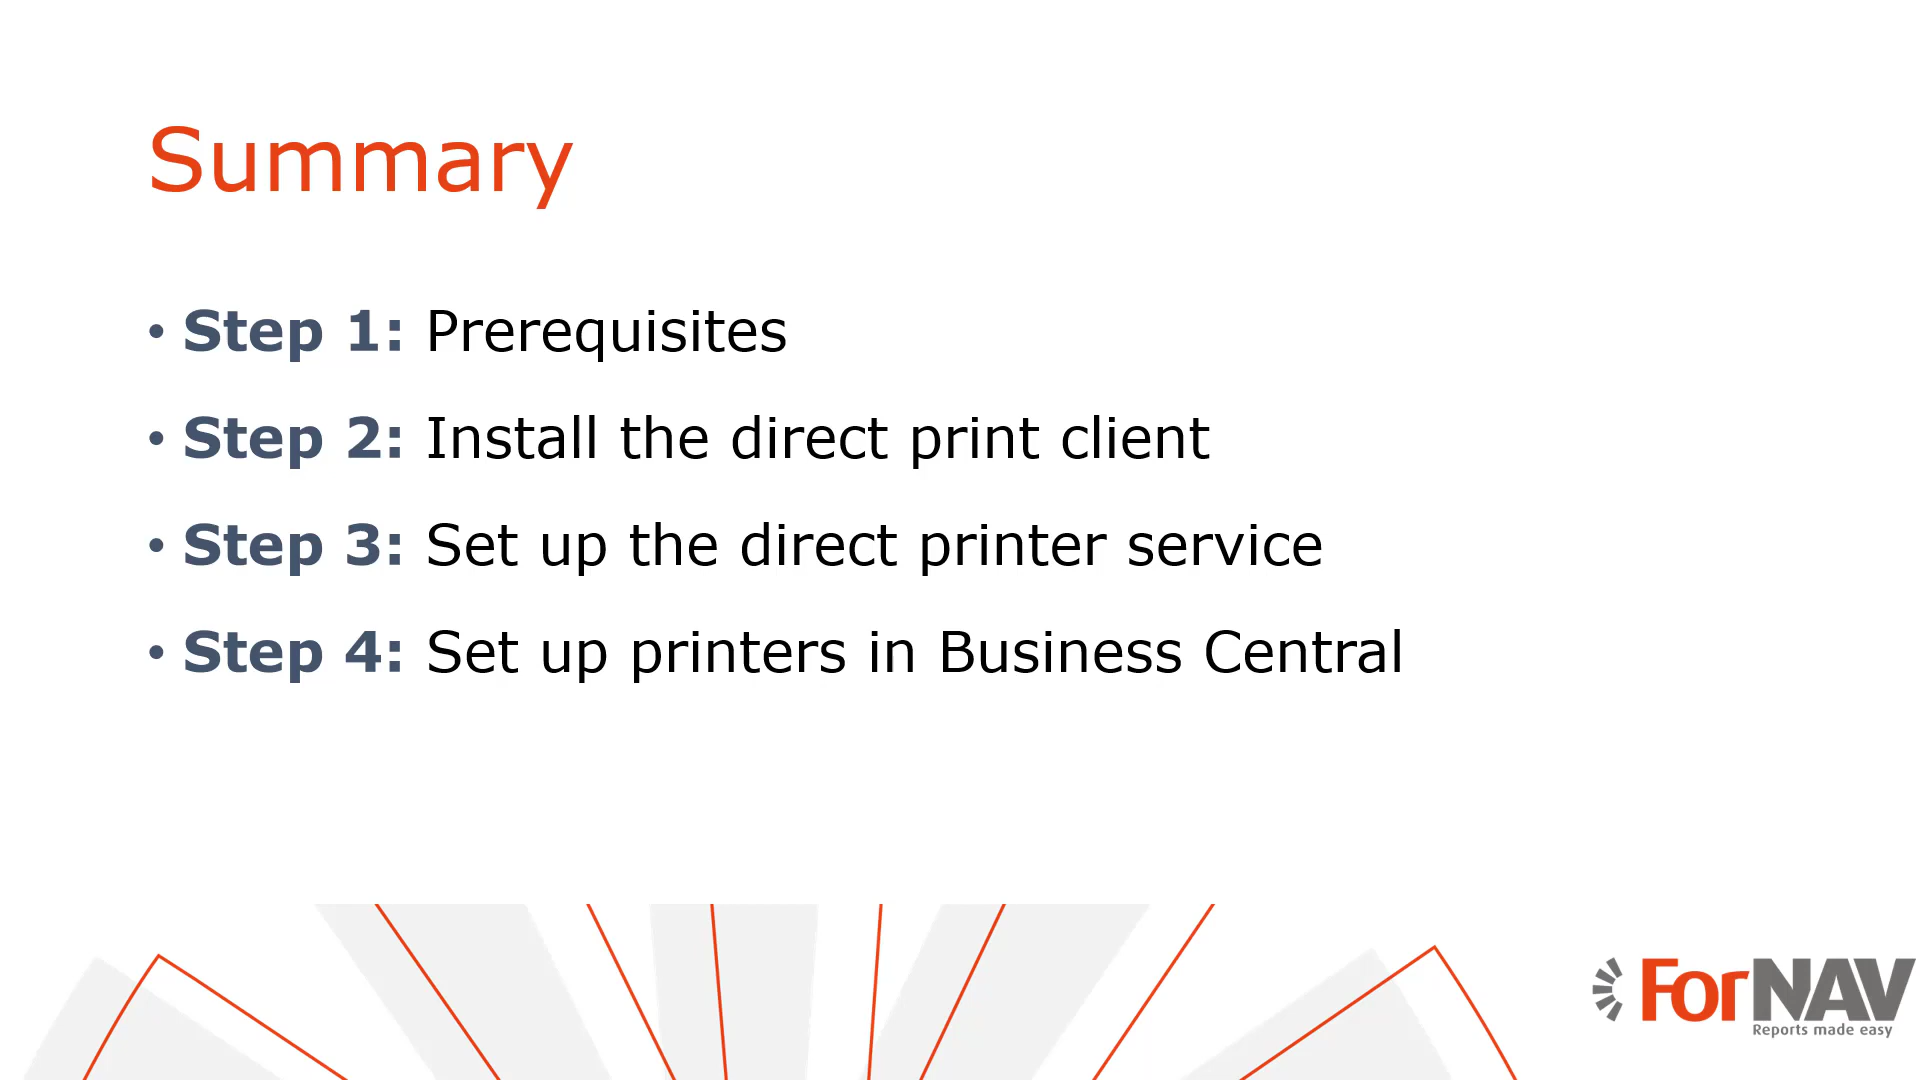 Summary
• Step 1: Prerequisites
• Step 2: Install the direct print client
• Step 3: Set up the direct printer service
• Step 4: Set up printers in Business Central
ForNAV
Reports made easy